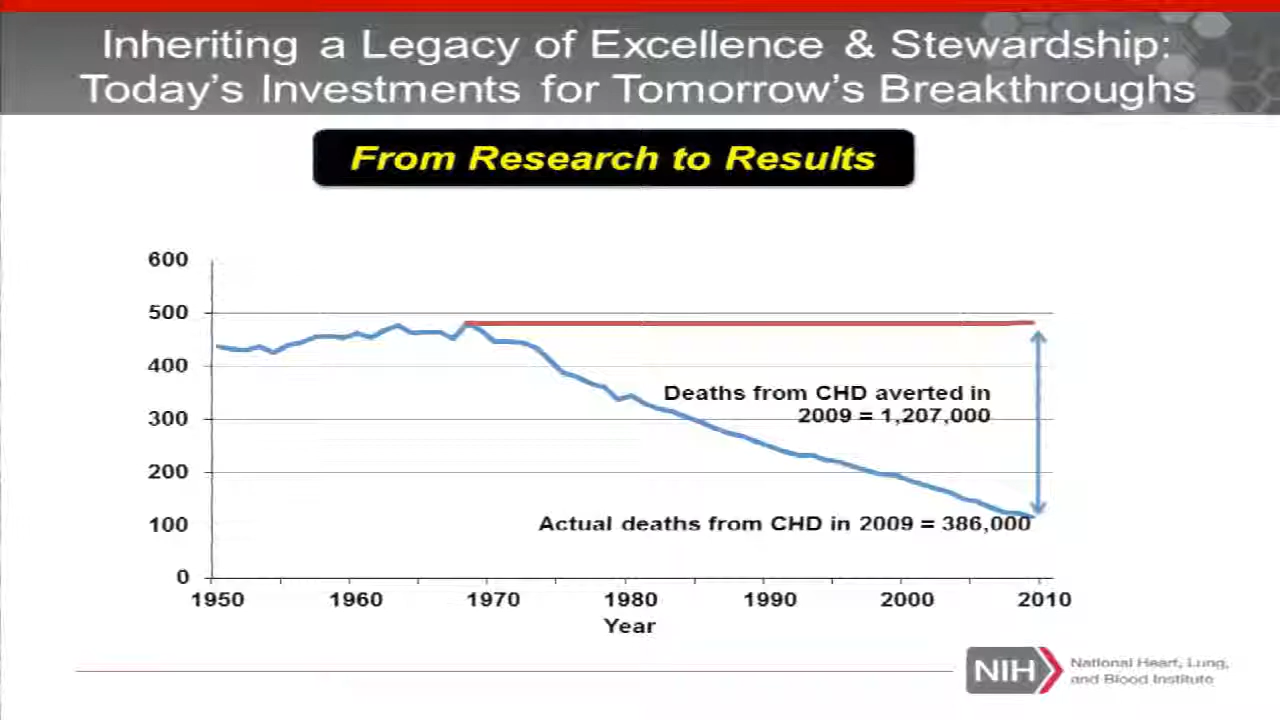 Inheriting a Legacy of Excellence & Stewardship:
Today's Investments for Tomorrow's Breakthroughs
From Research to Results
600
500
400
300
200
100
0
Deaths from CHD averted in
2009 = 1,207,000
Actual deaths from CHD in 2009 = 386,000
1950 1960 1970 1980 1990 2000 2010
Year
NIH National Heart, Lung,
and Blood Institute